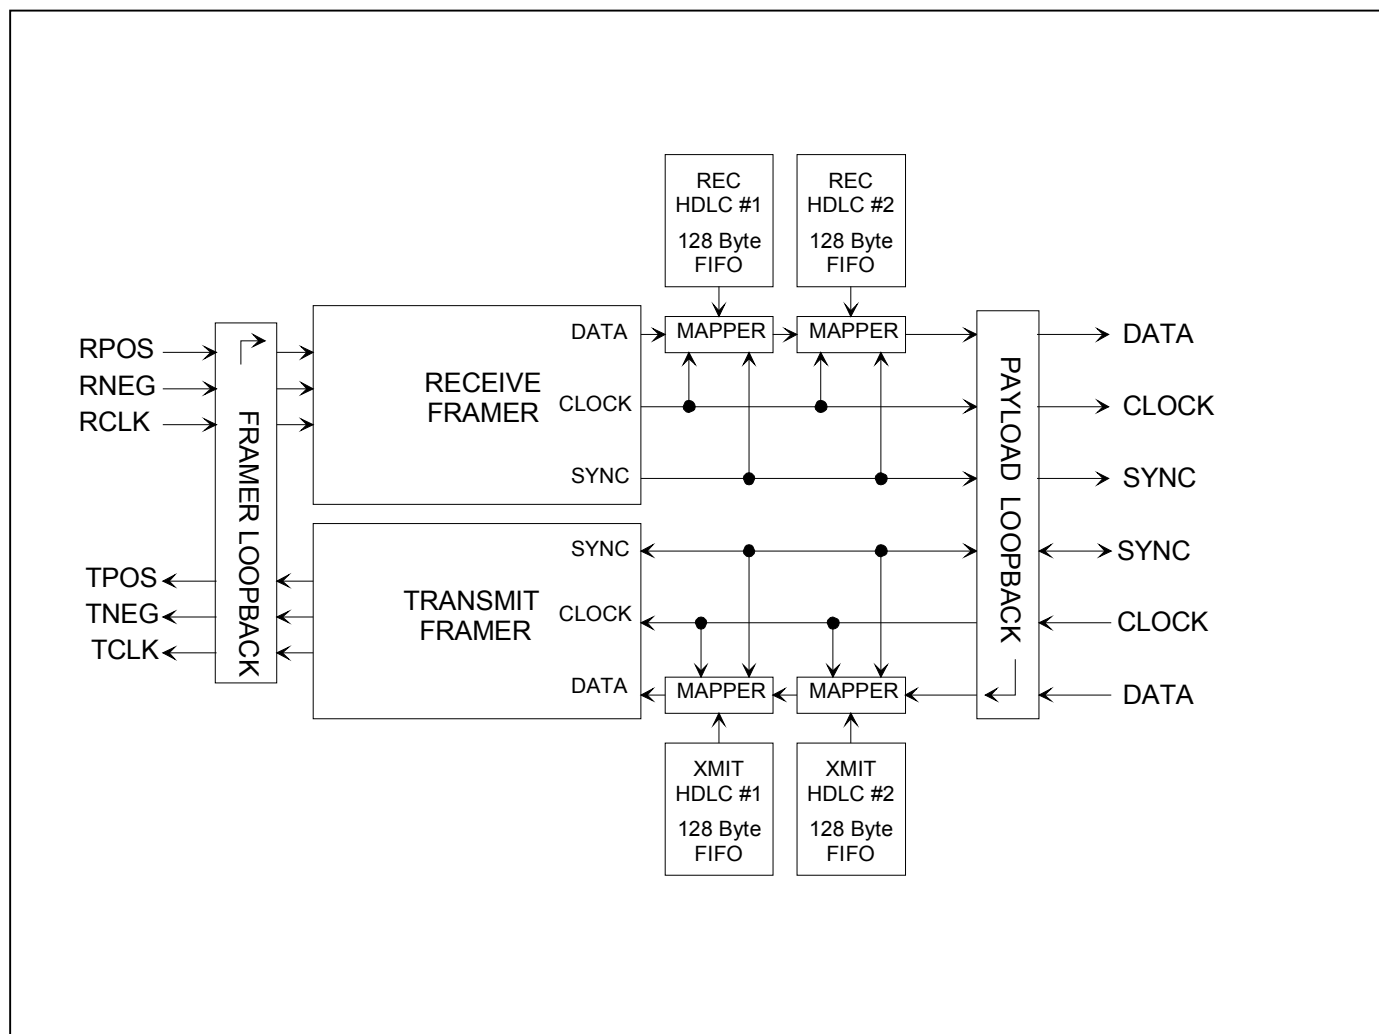 REC
HDLC #1
128 Byte
FIFO
REC
HDLC #2
128 Byte
FIFO
RPOS
RNEG
RCLK
FRAMER LOOPBACK
RECEIVE
FRAMER
DATA
CLOCK
SYNC
MAPPER
MAPPER
PAYLOAD LOOPBACK
DATA
CLOCK
SYNC
TPOS
TNEG
TCLK
TRANSMIT
FRAMER
SYNC
CLOCK
DATA
MAPPER
MAPPER
SYNC
CLOCK
DATA
XMIT
HDLC #1
128 Byte
FIFO
XMIT
HDLC #2
128 Byte
FIFO